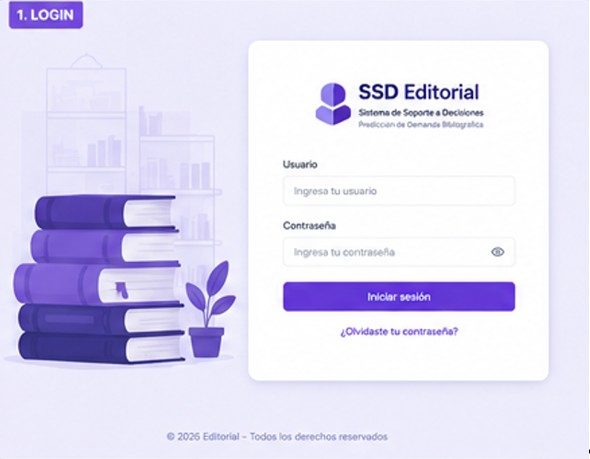 1. LOGIN
SSD Editorial
Sistema de Soporte a Decisiones
Predicción de Demanda Bibliográfica
Usuario
Ingresa tu usuario
Contraseña
Ingresa tu contraseña
Iniciar sesión
¿Olvidaste tu contraseña?
© 2026 Editorial – Todos los derechos reservados